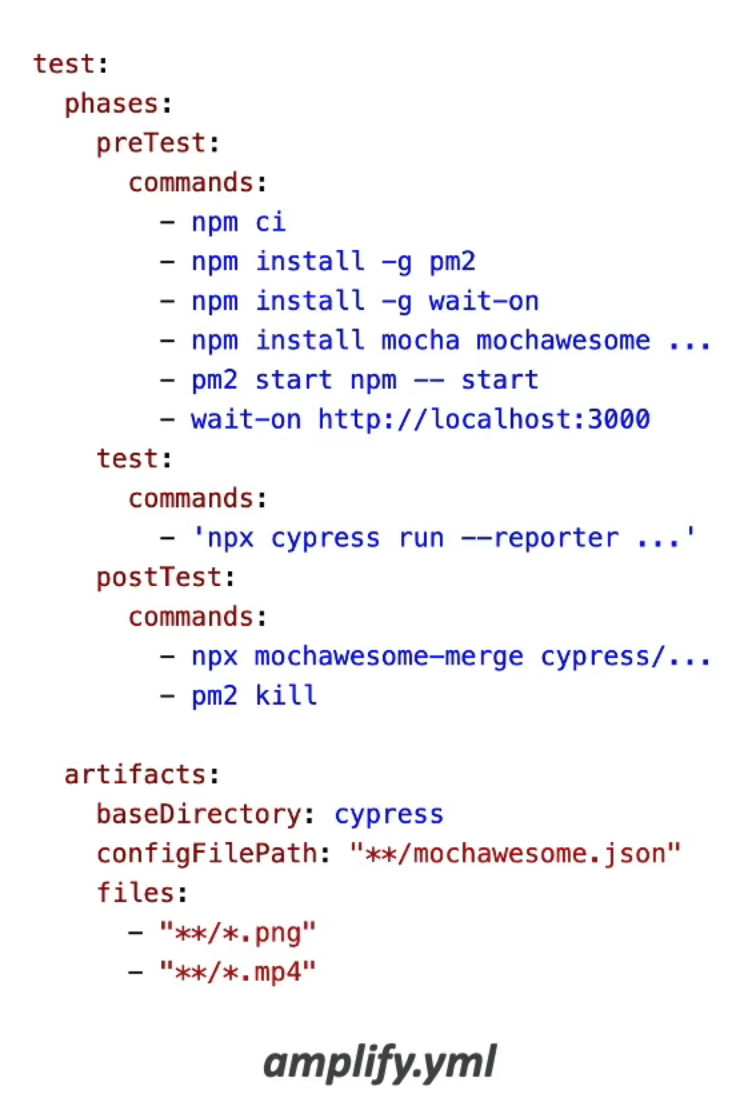 test:
  phases:
    preTest:
      commands:
        - npm ci
        - npm install -g pm2
        - npm install -g wait-on
        - npm install mocha mochawesome ...
        - pm2 start npm -- start
        - wait-on http://localhost:3000
    test:
      commands:
        - 'npx cypress run --reporter ...'
    postTest:
      commands:
        - npx mochawesome-merge cypress/...
        - pm2 kill

  artifacts:
    baseDirectory: cypress
    configFilePath: "**/mochawesome.json"
    files:
      - "**/*.png"
      - "**/*.mp4"

amplify.yml